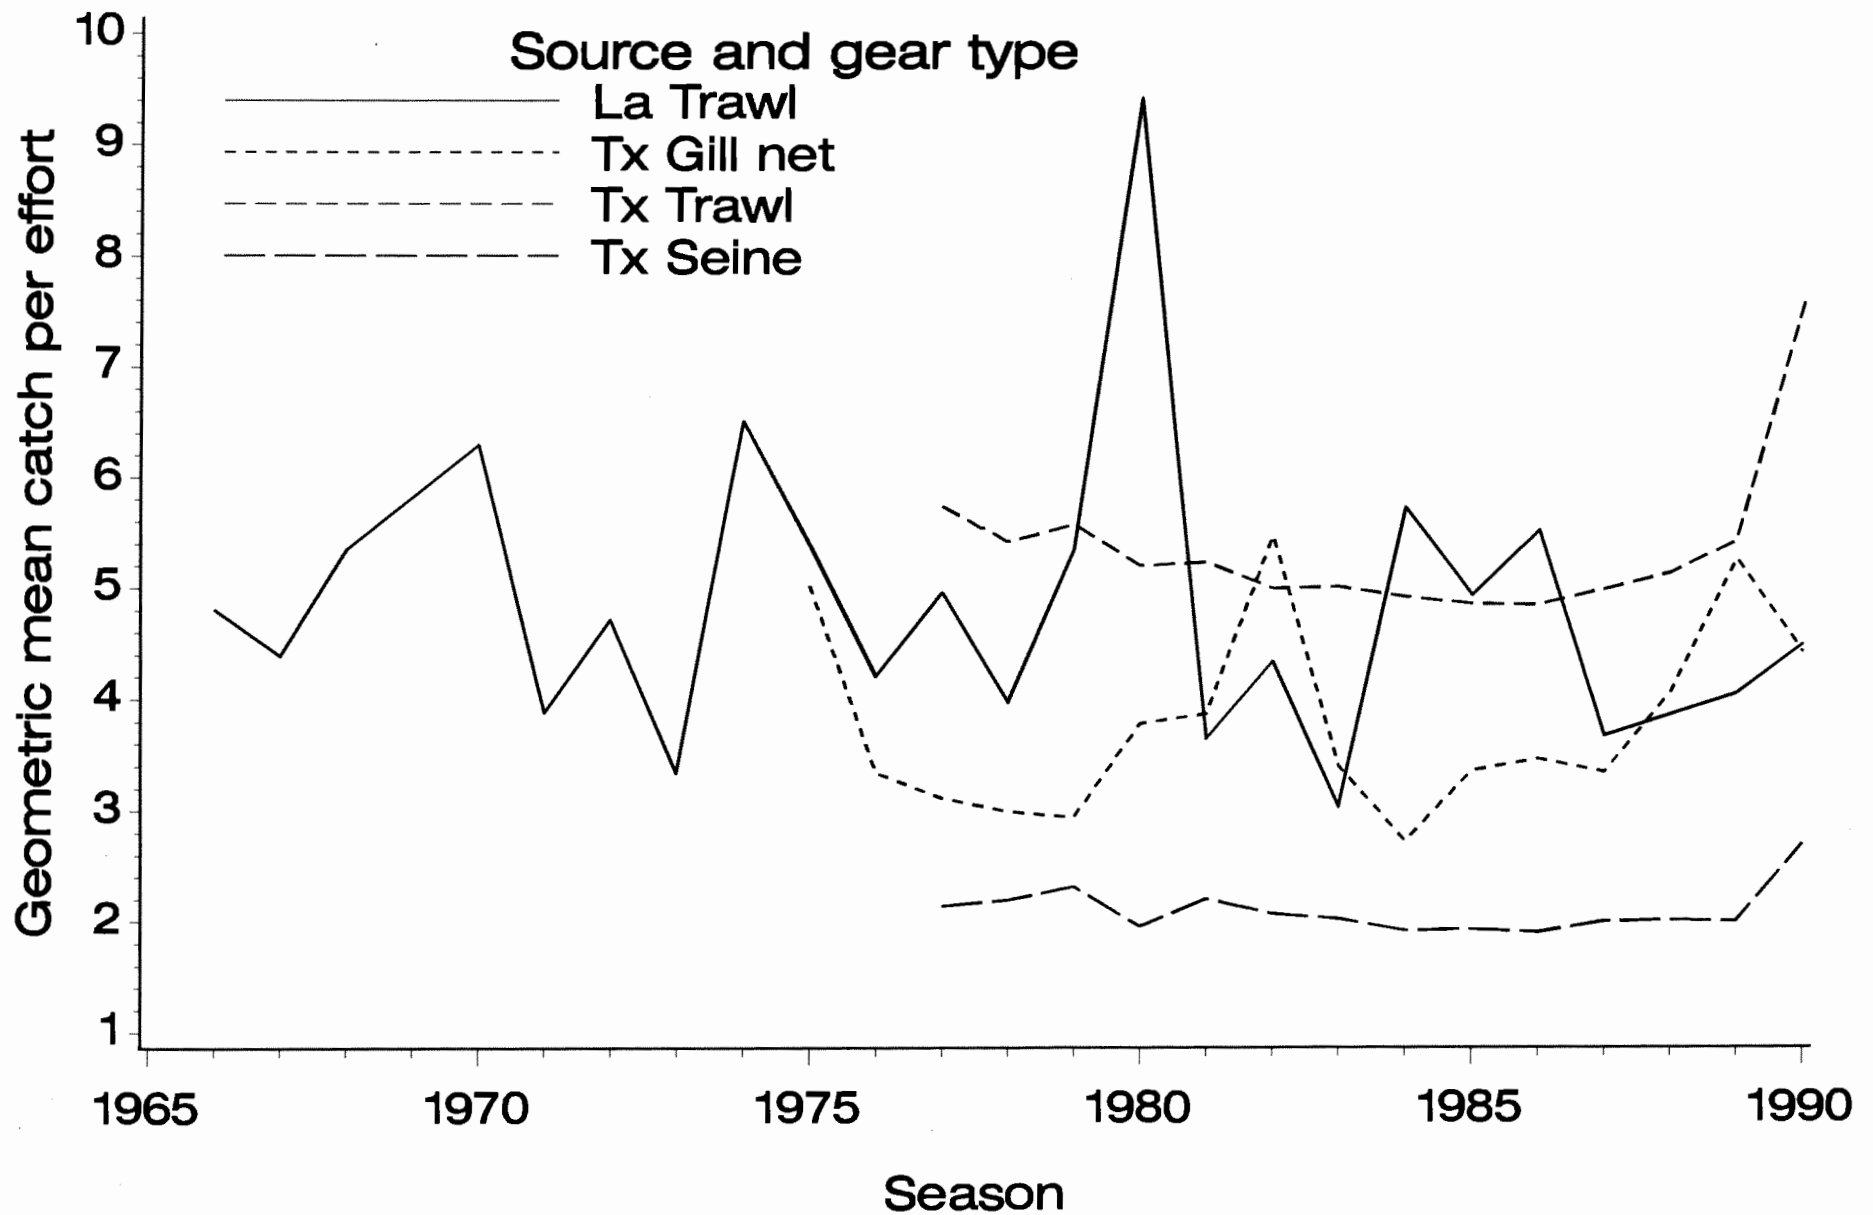 Source and gear type
La Trawl
Tx Gill net
Tx Trawl
Tx Seine
Geometric mean catch per effort
10
9
8
7
6
5
4
3
2
1
1965 1970 1975 1980 1985 1990
Season